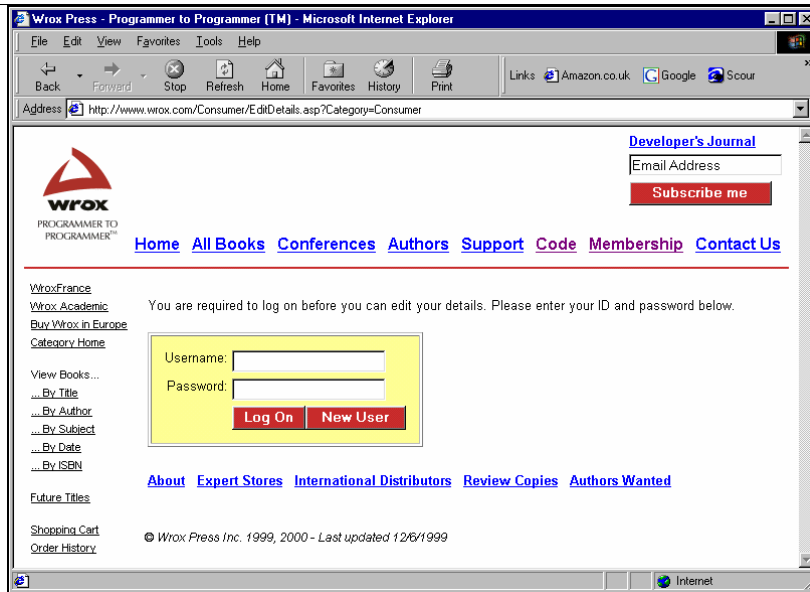 Wrox Press - Programmer to Programmer (TM) - Microsoft Internet Explorer
File Edit View Favorites Tools Help
Back Forward Stop Refresh Home Favorites History Print Links Amazon.co.uk Google Scour
Address http://www.wrox.com/Consumer/EditDetails.asp?Category=Consumer
Developer's Journal
Email Address
Subscribe me
wrox
PROGRAMMER TO
PROGRAMMER™
Home All Books Conferences Authors Support Code Membership Contact Us
WroxFrance
Wrox Academic
Buy Wrox in Europe
Category Home
View Books...
... By Title
... By Author
... By Subject
... By Date
... By ISBN
Future Titles
Shopping Cart
Order History
You are required to log on before you can edit your details. Please enter your ID and password below.
Username:
Password:
Log On New User
About Expert Stores International Distributors Review Copies Authors Wanted
© Wrox Press Inc. 1999, 2000 - Last updated 12/6/1999
Internet